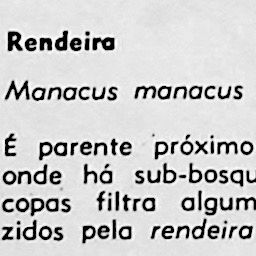 Rendeira
Manacus manacus
É parente próximo
onde há sub-bosqu
copas filtra algum
zidos pela rendeira